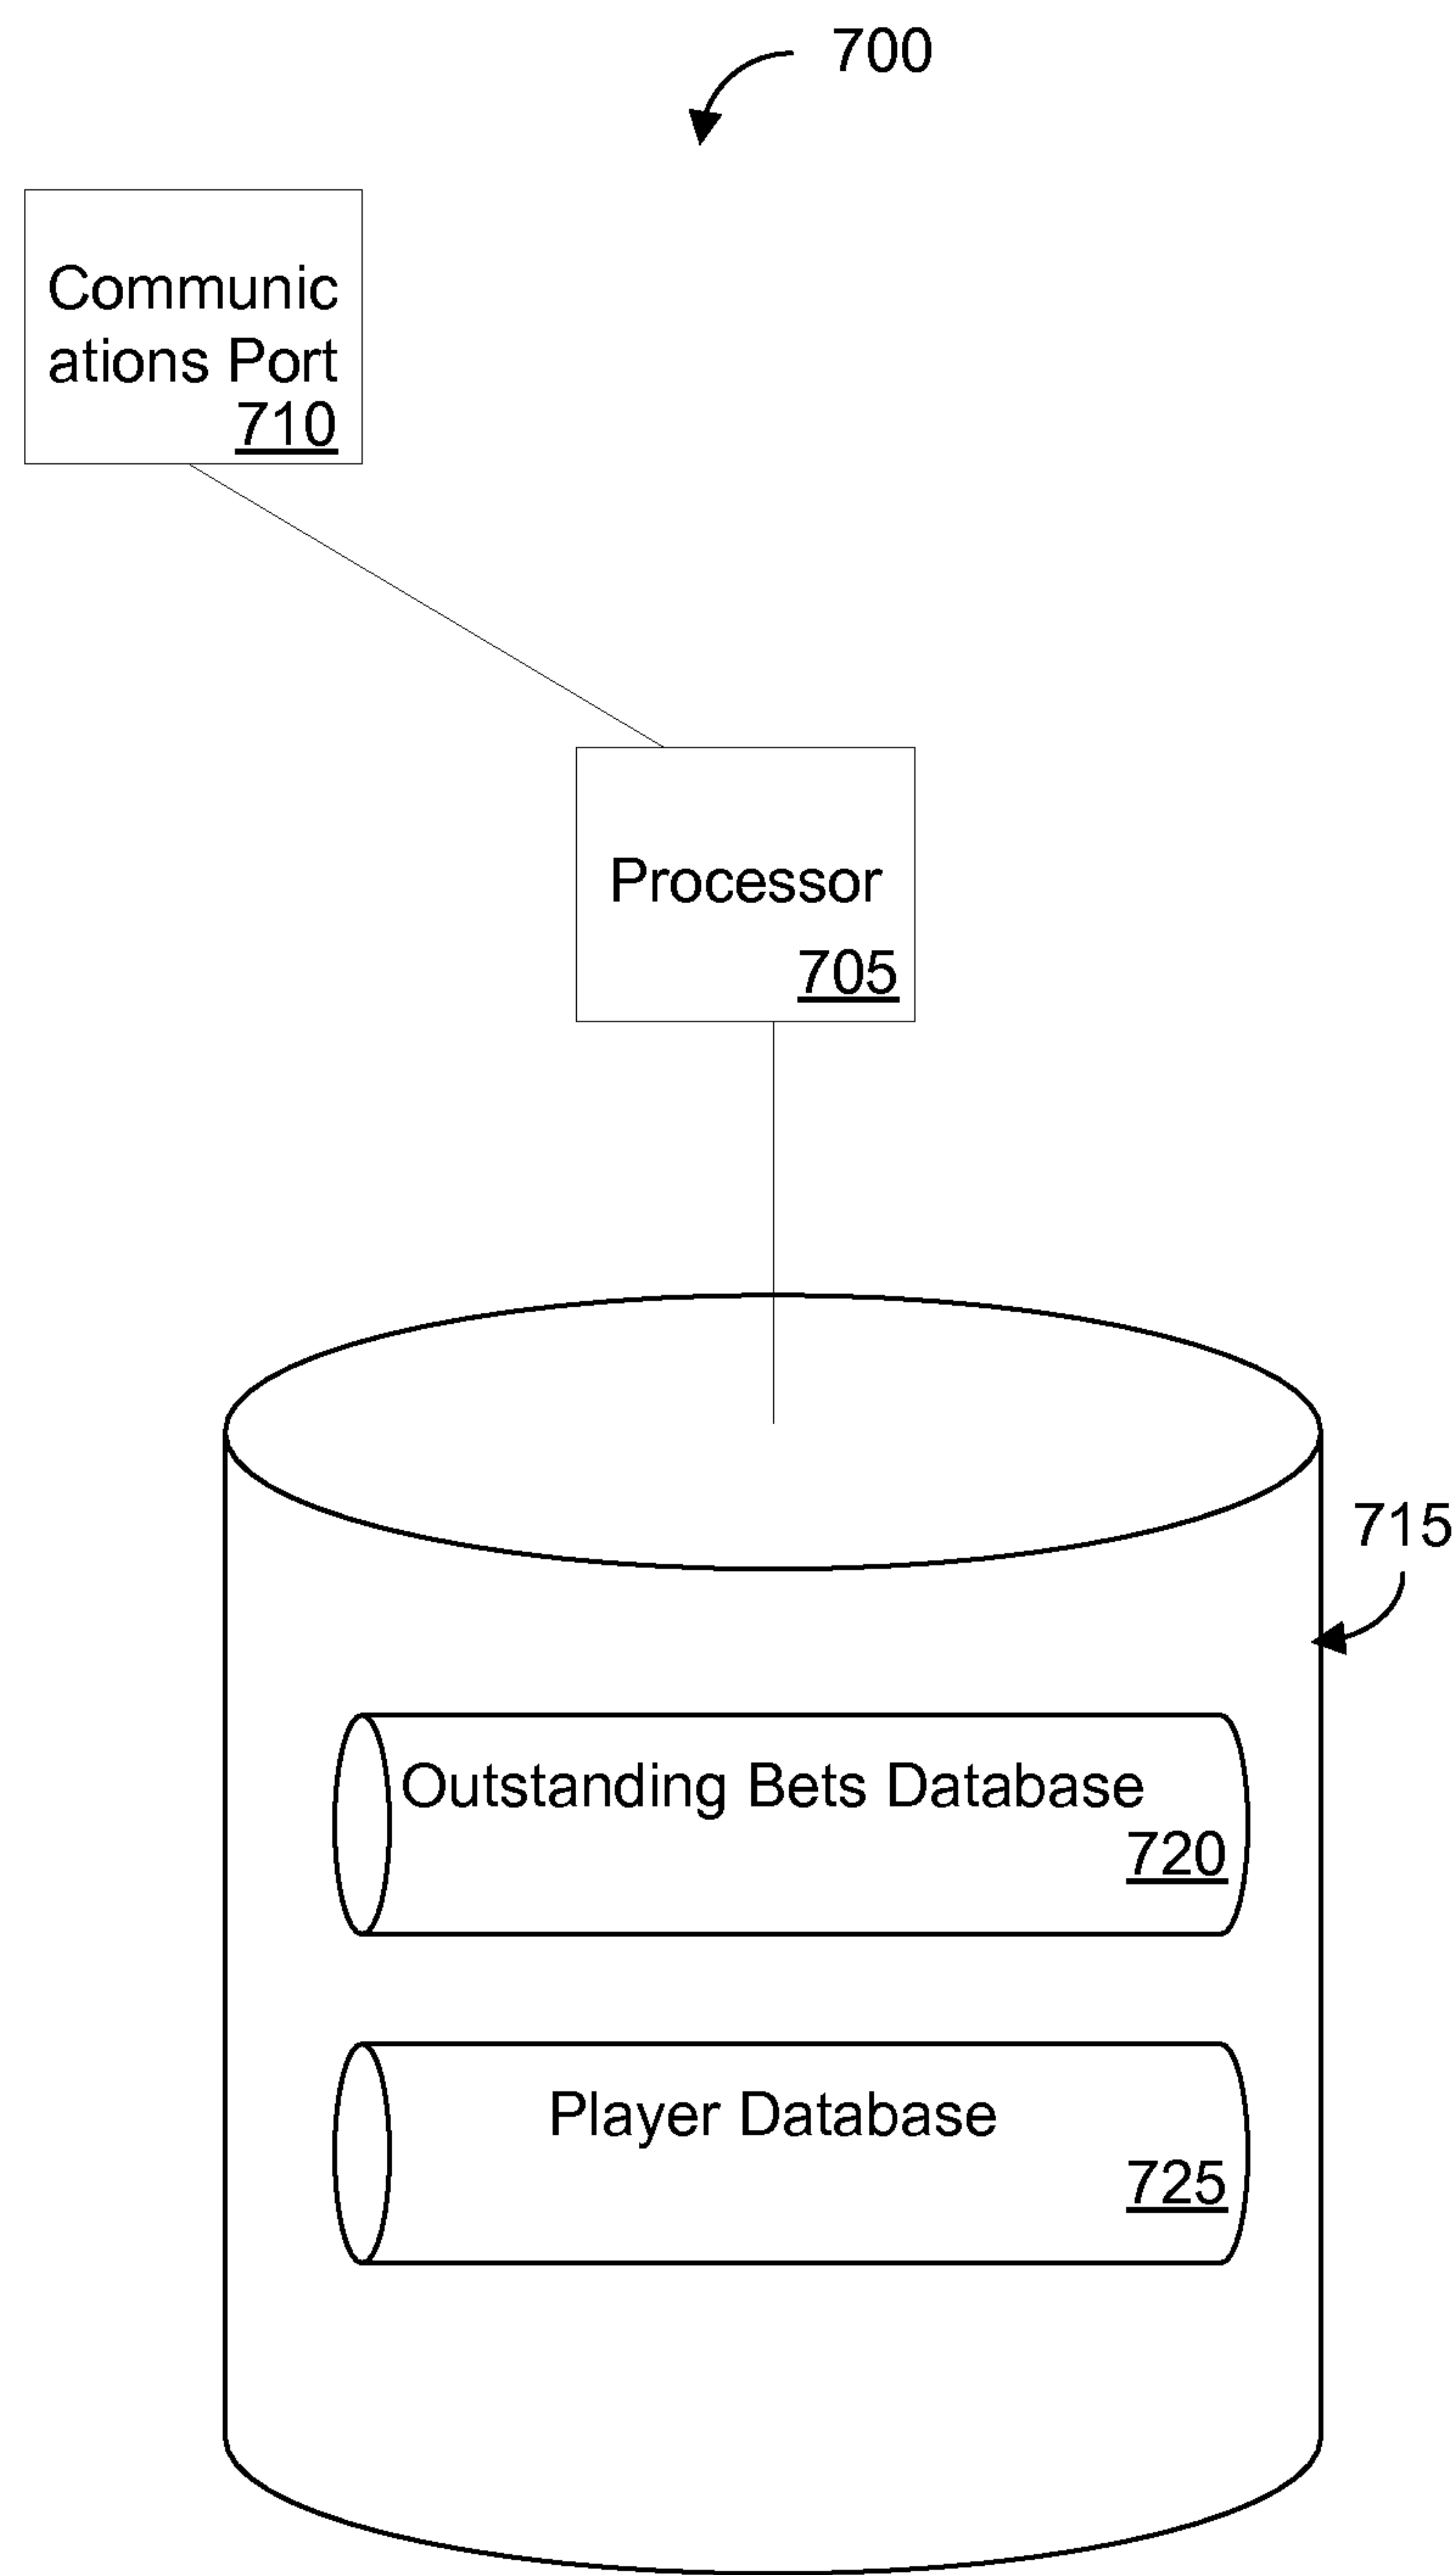 700
Communic
ations Port
710
Processor
705
715
Outstanding Bets Database
720
Player Database
725